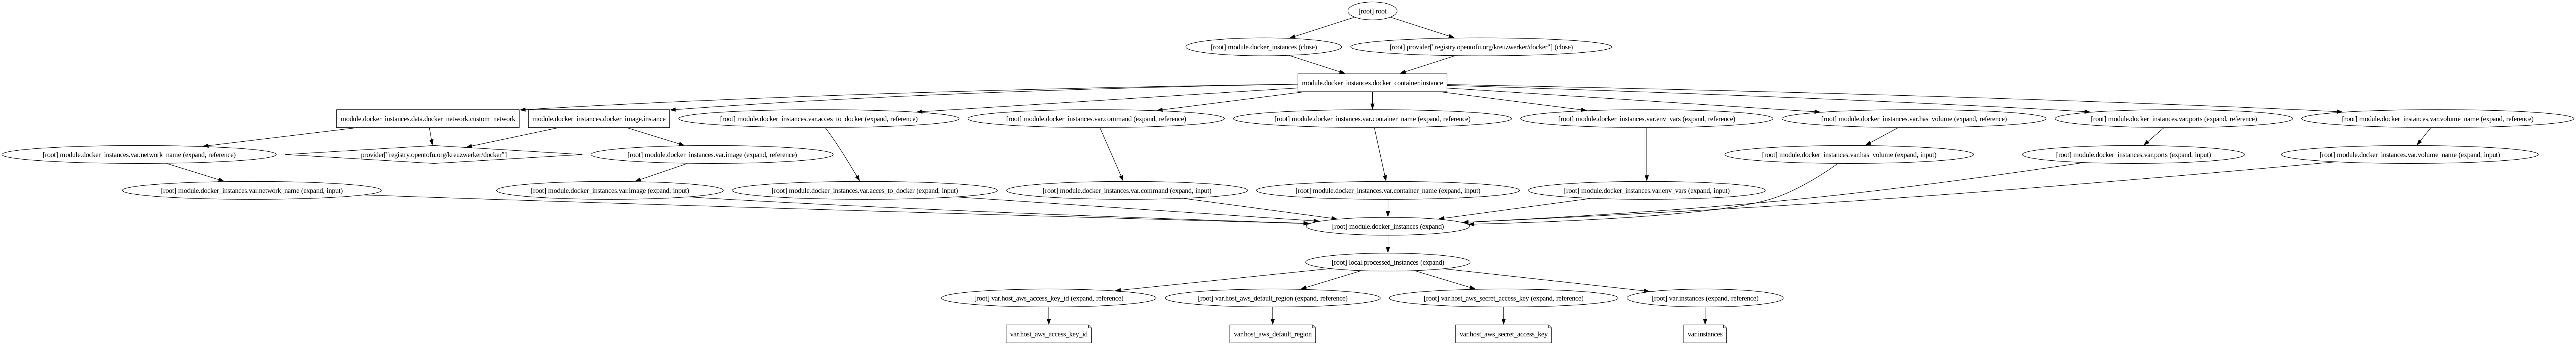 [root] root
[root] module.docker_instances (close)
[root] provider["registry.opentofu.org/kreuzwerker/docker"] (close)
module.docker_instances.docker_container.instance
module.docker_instances.data.docker_network.custom_network
module.docker_instances.docker_image.instance
[root] module.docker_instances.var.acces_to_docker (expand, reference)
[root] module.docker_instances.var.command (expand, reference)
[root] module.docker_instances.var.container_name (expand, reference)
[root] module.docker_instances.var.env_vars (expand, reference)
[root] module.docker_instances.var.has_volume (expand, reference)
[root] module.docker_instances.var.ports (expand, reference)
[root] module.docker_instances.var.volume_name (expand, reference)
[root] module.docker_instances.var.network_name (expand, reference)
provider["registry.opentofu.org/kreuzwerker/docker"]
[root] module.docker_instances.var.image (expand, reference)
[root] module.docker_instances.var.has_volume (expand, input)
[root] module.docker_instances.var.ports (expand, input)
[root] module.docker_instances.var.volume_name (expand, input)
[root] module.docker_instances.var.network_name (expand, input)
[root] module.docker_instances.var.image (expand, input)
[root] module.docker_instances.var.acces_to_docker (expand, input)
[root] module.docker_instances.var.command (expand, input)
[root] module.docker_instances.var.container_name (expand, input)
[root] module.docker_instances.var.env_vars (expand, input)
[root] module.docker_instances (expand)
[root] local.processed_instances (expand)
[root] var.host_aws_access_key_id (expand, reference)
[root] var.host_aws_default_region (expand, reference)
[root] var.host_aws_secret_access_key (expand, reference)
[root] var.instances (expand, reference)
var.host_aws_access_key_id
var.host_aws_default_region
var.host_aws_secret_access_key
var.instances